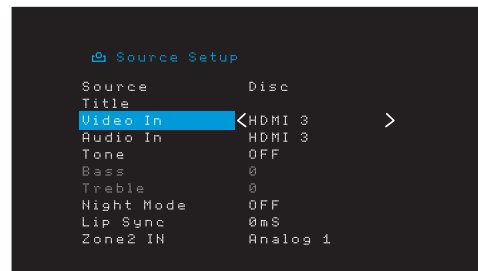 Source Setup
Source Disc
Title
Video In <HDMI 3 >
Audio In HDMI 3
Tone OFF
Bass 0
Treble 0
Night Mode OFF
Lip Sync 0mS
Zone2 IN Analog 1